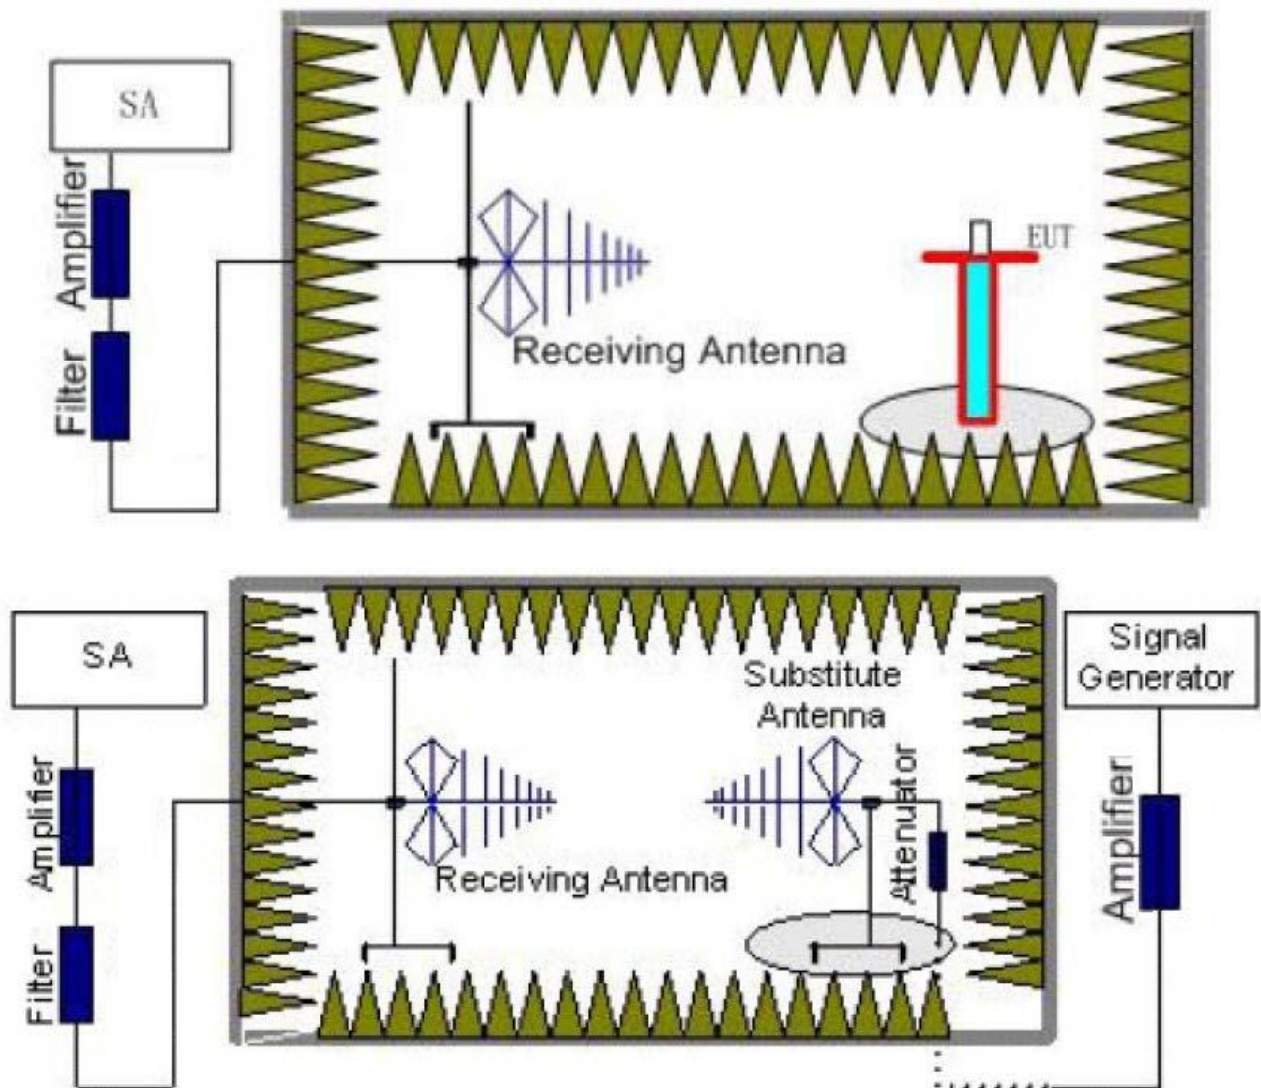 SA
Amplifier
Filter
EUT
Receiving Antenna
SA
Amplifier
Filter
Receiving Antenna
Substitute
Antenna
Attenuator
Signal
Generator
Amplifier